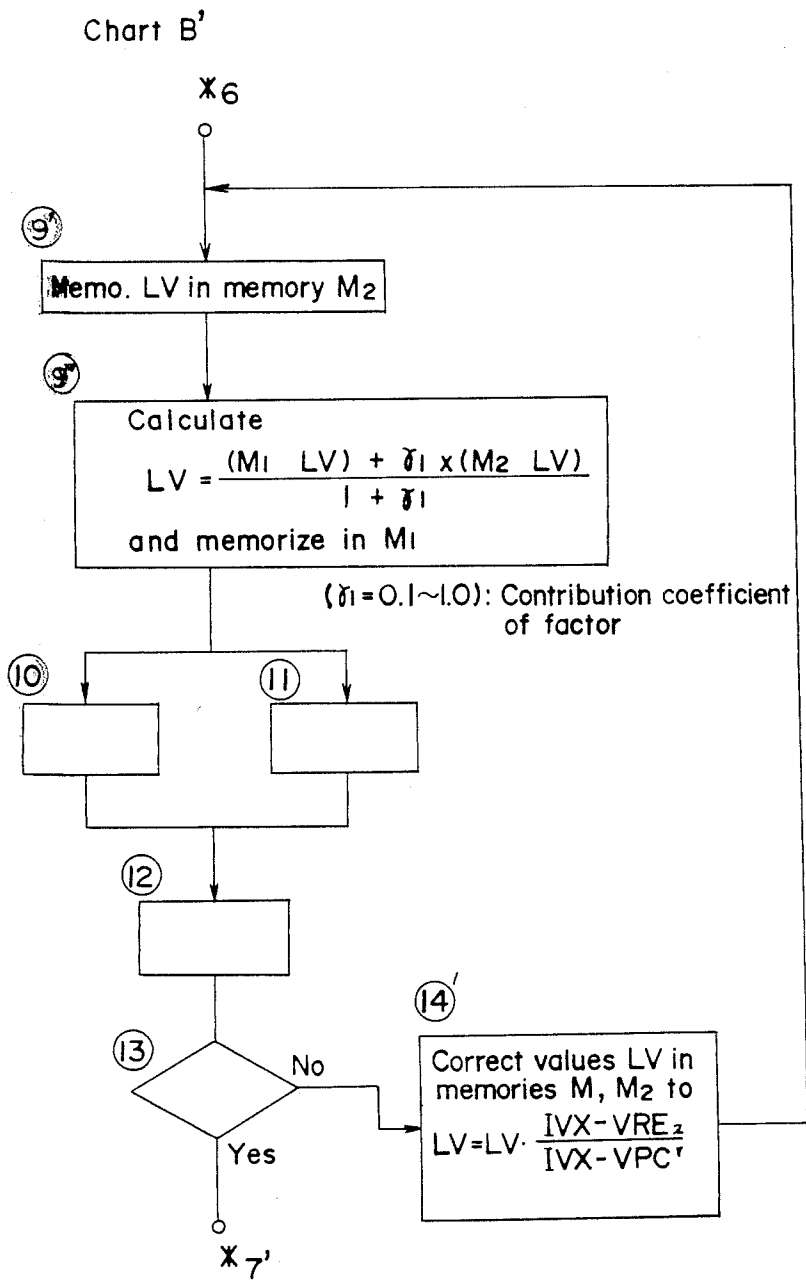 Chart B'
*6
9'
Memo. LV in memory M2
9"
Calculate
LV = (M1 LV) + γ1 x (M2 LV) / 1 + γ1
and memorize in M1
(γ1=0.1~1.0): Contribution coefficient
of factor
10
11
12
13
No
Yes
14'
Correct values LV in
memories M, M2 to
LV=LV· IVX-VRE2 / IVX-VPC'
*7'